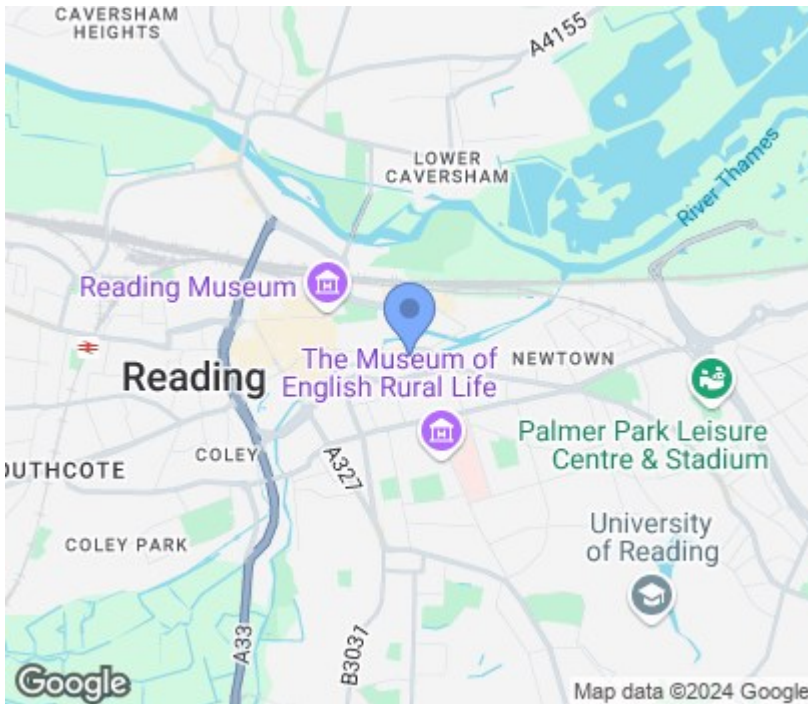 CAVERSHAM
HEIGHTS
A4155
LOWER
CAVERSHAM
River Thames
Reading Museum
The Museum of
English Rural Life
NEWTOWN
Reading
Palmer Park Leisure
Centre & Stadium
COLEY
A327
OUTHCOTE
University
of Reading
COLEY PARK
A33
B3031
Google
Map data ©2024 Google